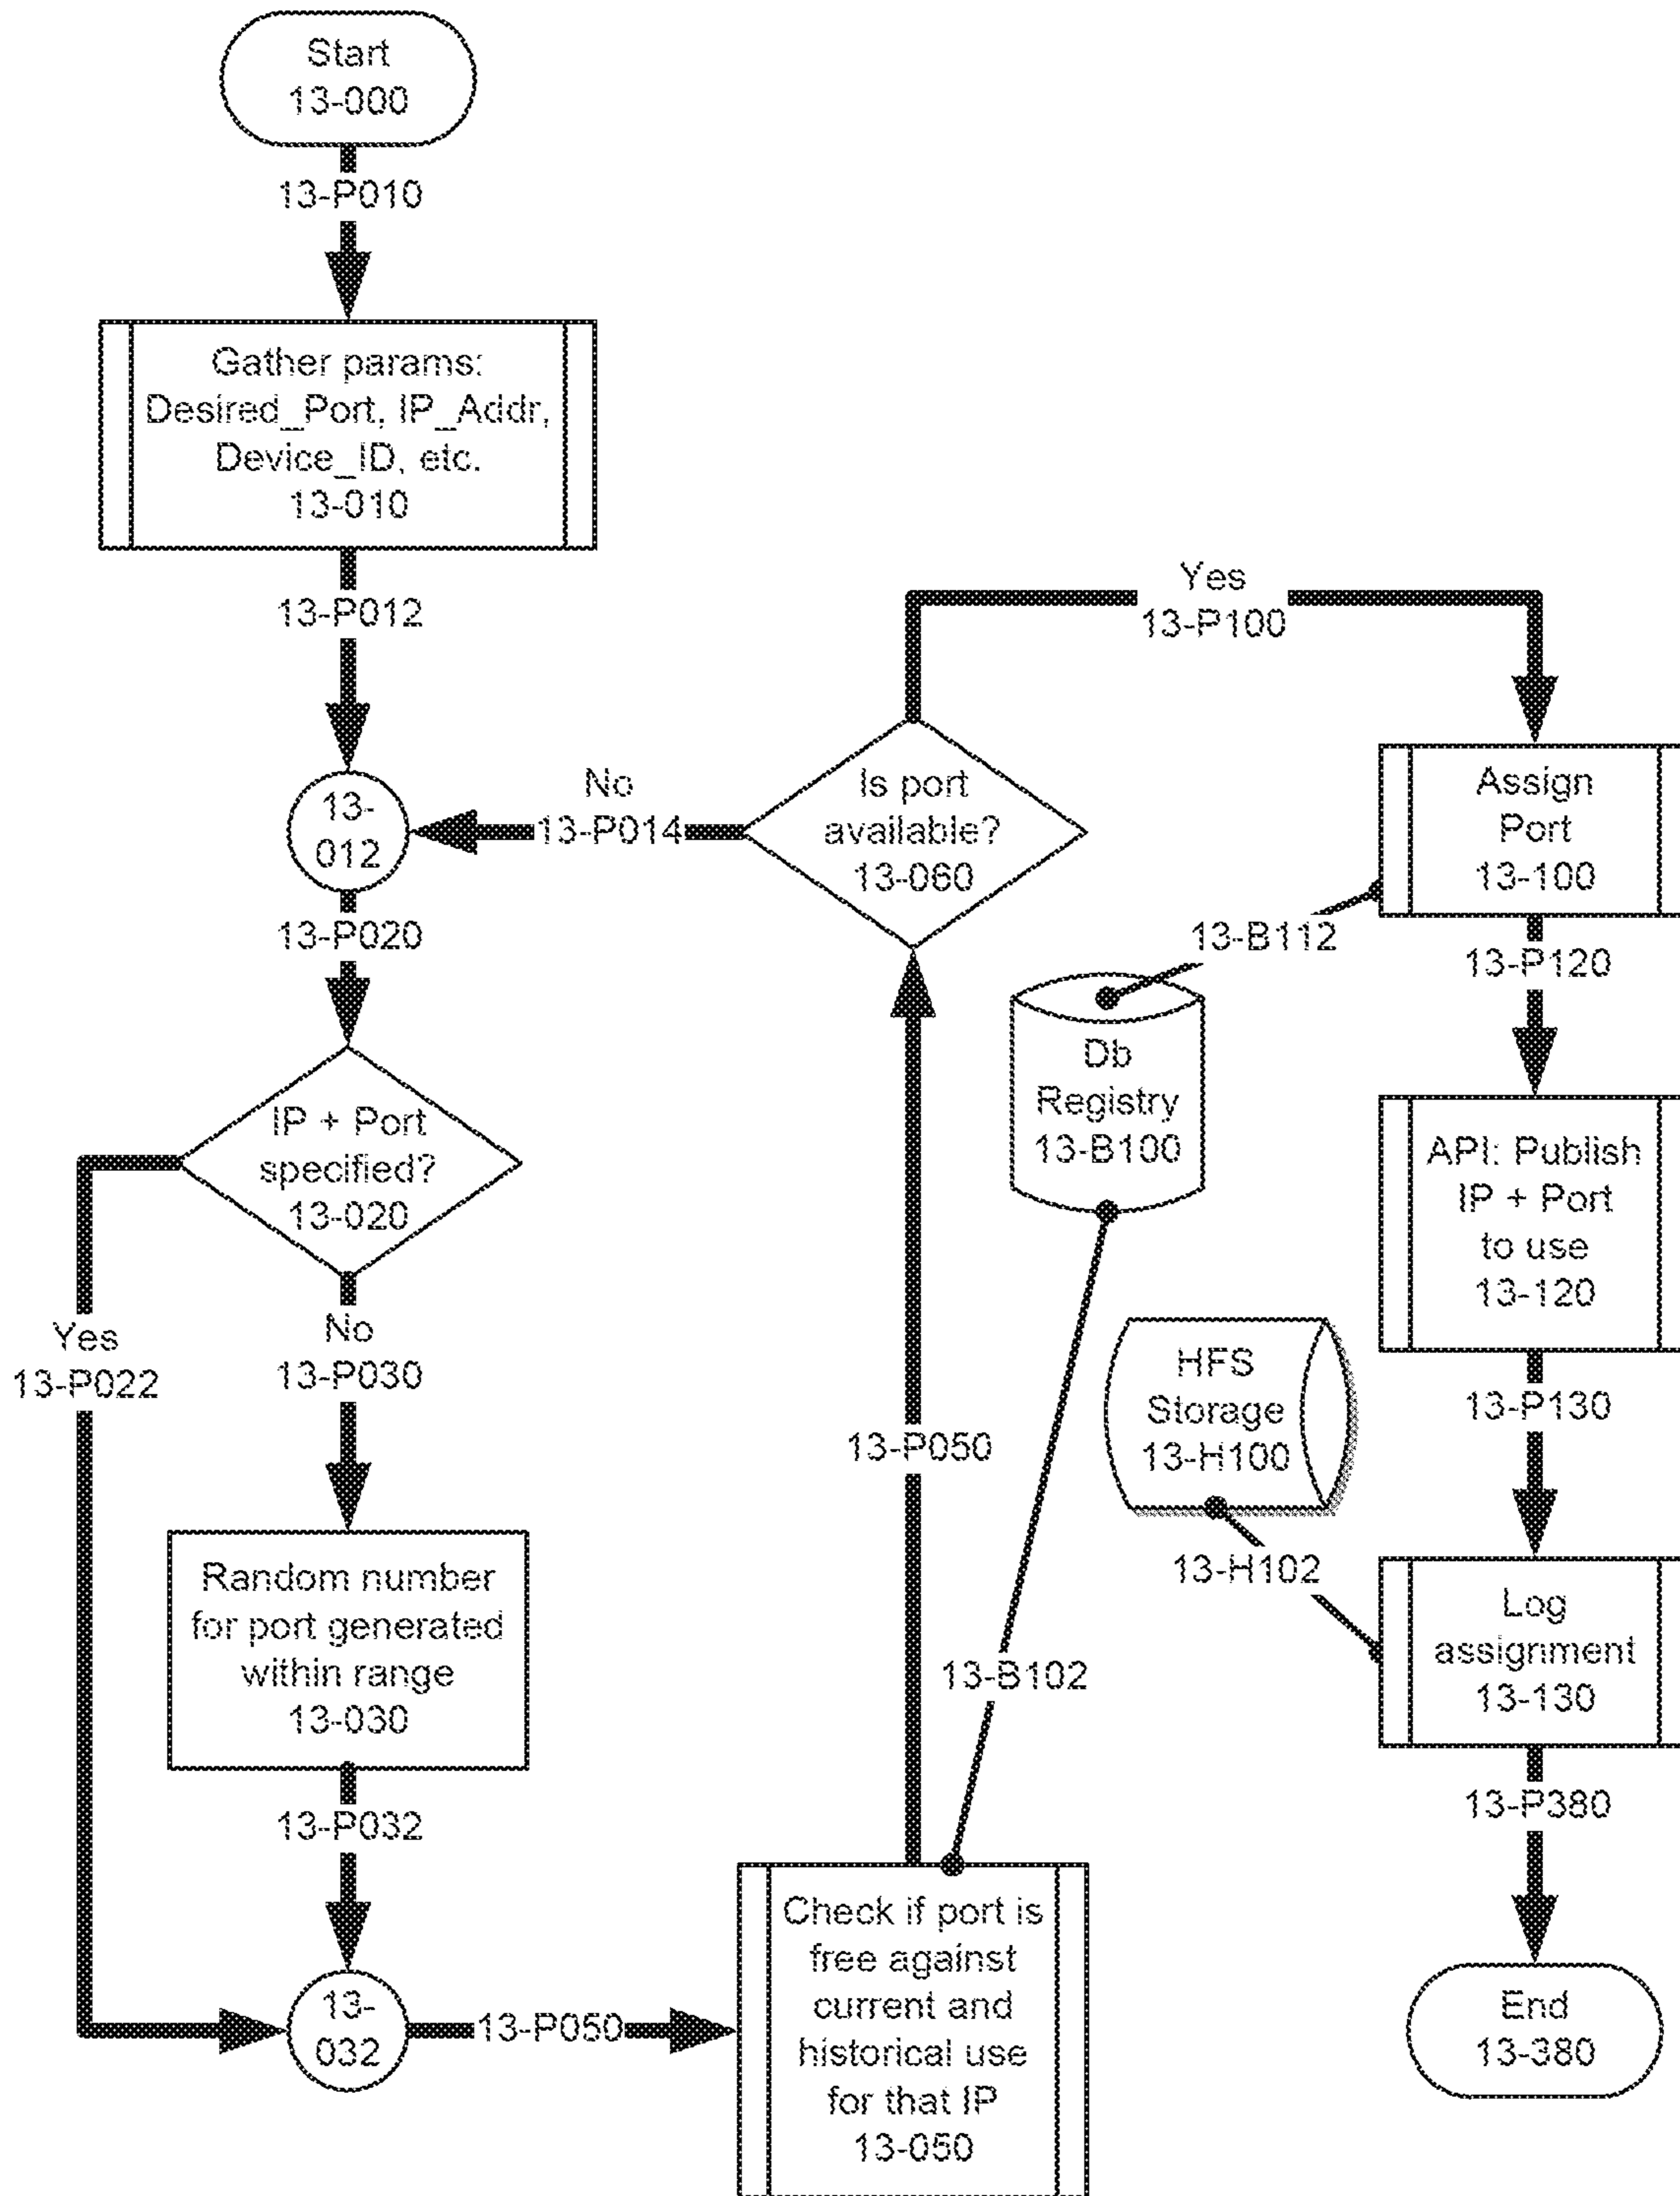 Start
13-000
13-P010
Gather params:
Desired_Port, IP_Addr,
Device_ID, etc.
13-010
13-P012
13-
012
13-P020
IP + Port
specified?
13-020
Yes
13-P022
No
13-P030
Random number
for port generated
within range
13-030
13-P032
13-
032
13-P050
Check if port is
free against
current and
historical use
for that IP
13-050
13-P050
Is port
available?
13-060
No
13-P014
Yes
13-P100
Assign
Port
13-100
13-B112
Db
Registry
13-B100
13-B102
13-P120
API: Publish
IP + Port
to use
13-120
13-P130
HFS
Storage
13-H100
13-H102
Log
assignment
13-130
13-P380
End
13-380